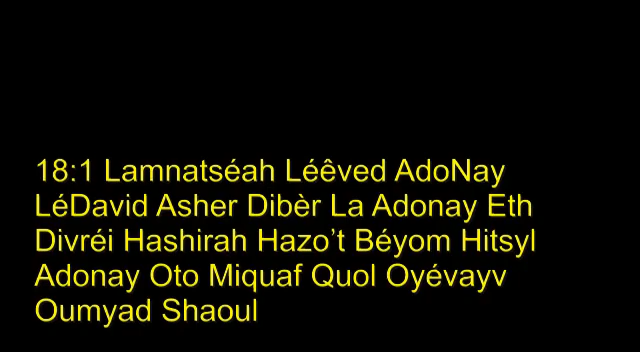 18:1 Lamnatséah Léêved AdoNay
LéDavid Asher Dibèr La Adonay Eth
Divréi Hashirah Hazo’t Béyom Hitsyl
Adonay Oto Miquaf Quol Oyévayv
Oumyad Shaoul